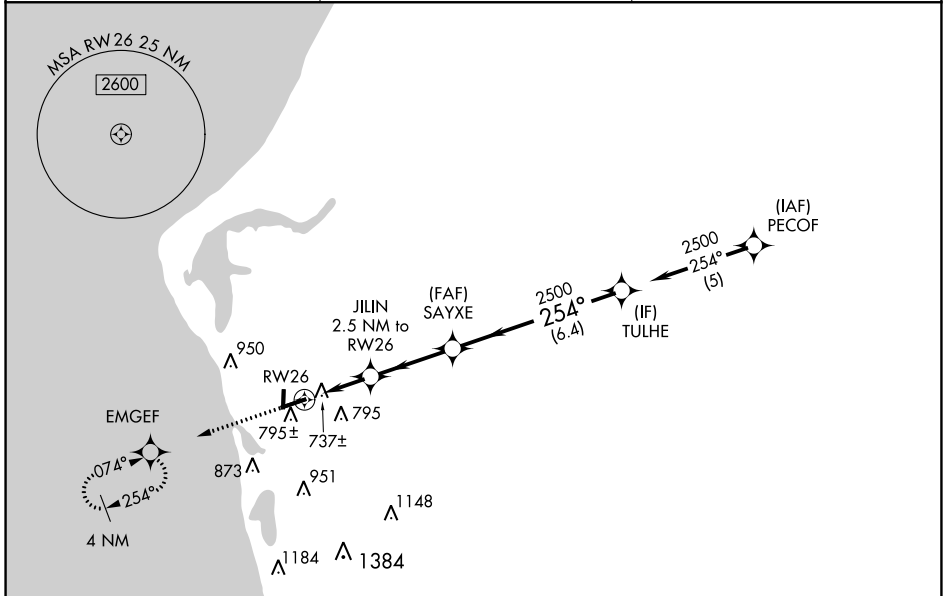 MSA RW26 25 NM
2600
(IAF)
PECOF
2500
254°
(5)
(IF)
TULHE
2500
254°
(6.4)
(FAF)
SAYXE
JILIN
2.5 NM to
RW26
950
RW26
795±
737±
795
EMGEF
074°
254°
4 NM
873
951
1148
1184
1384